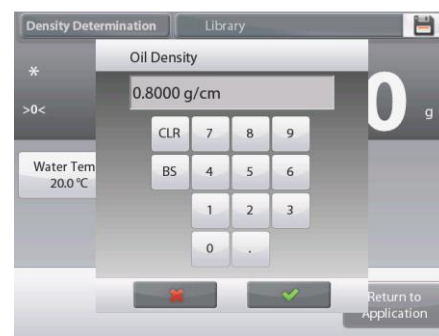 Density Determination Library
Oil Density
0.8000 g/cm
*
>0<
0 g
CLR 7 8 9
Water Tem
20.0 °C
BS 4 5 6
1 2 3
0 .
Return to
Application